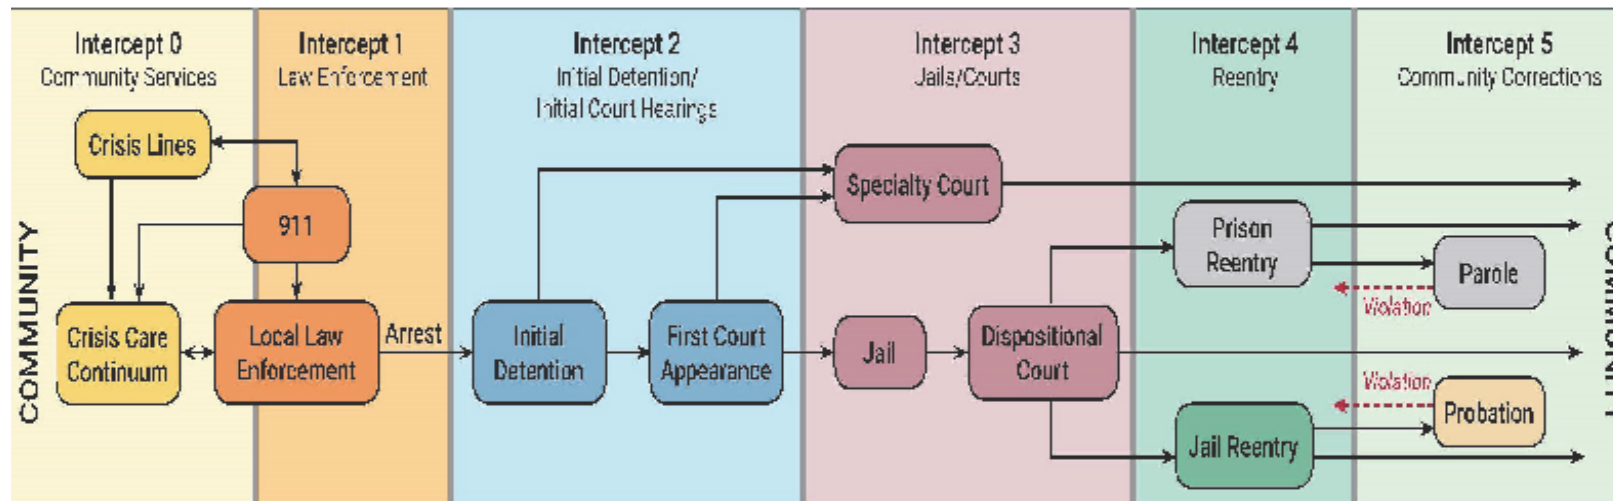 Intercept 0
Community Services
Intercept 1
Law Enforcement
Intercept 2
Initial Detention/
Initial Court Hearings
Intercept 3
Jails/Courts
Intercept 4
Reentry
Intercept 5
Community Corrections
COMMUNITY
Crisis Lines
911
Crisis Care
Continuum
Local Law
Enforcement
Arrest
Initial
Detention
First Court
Appearance
Specialty Court
Jail
Dispositional
Court
Prison
Reentry
Parole
Violation
Violation
Probation
Jail Reentry